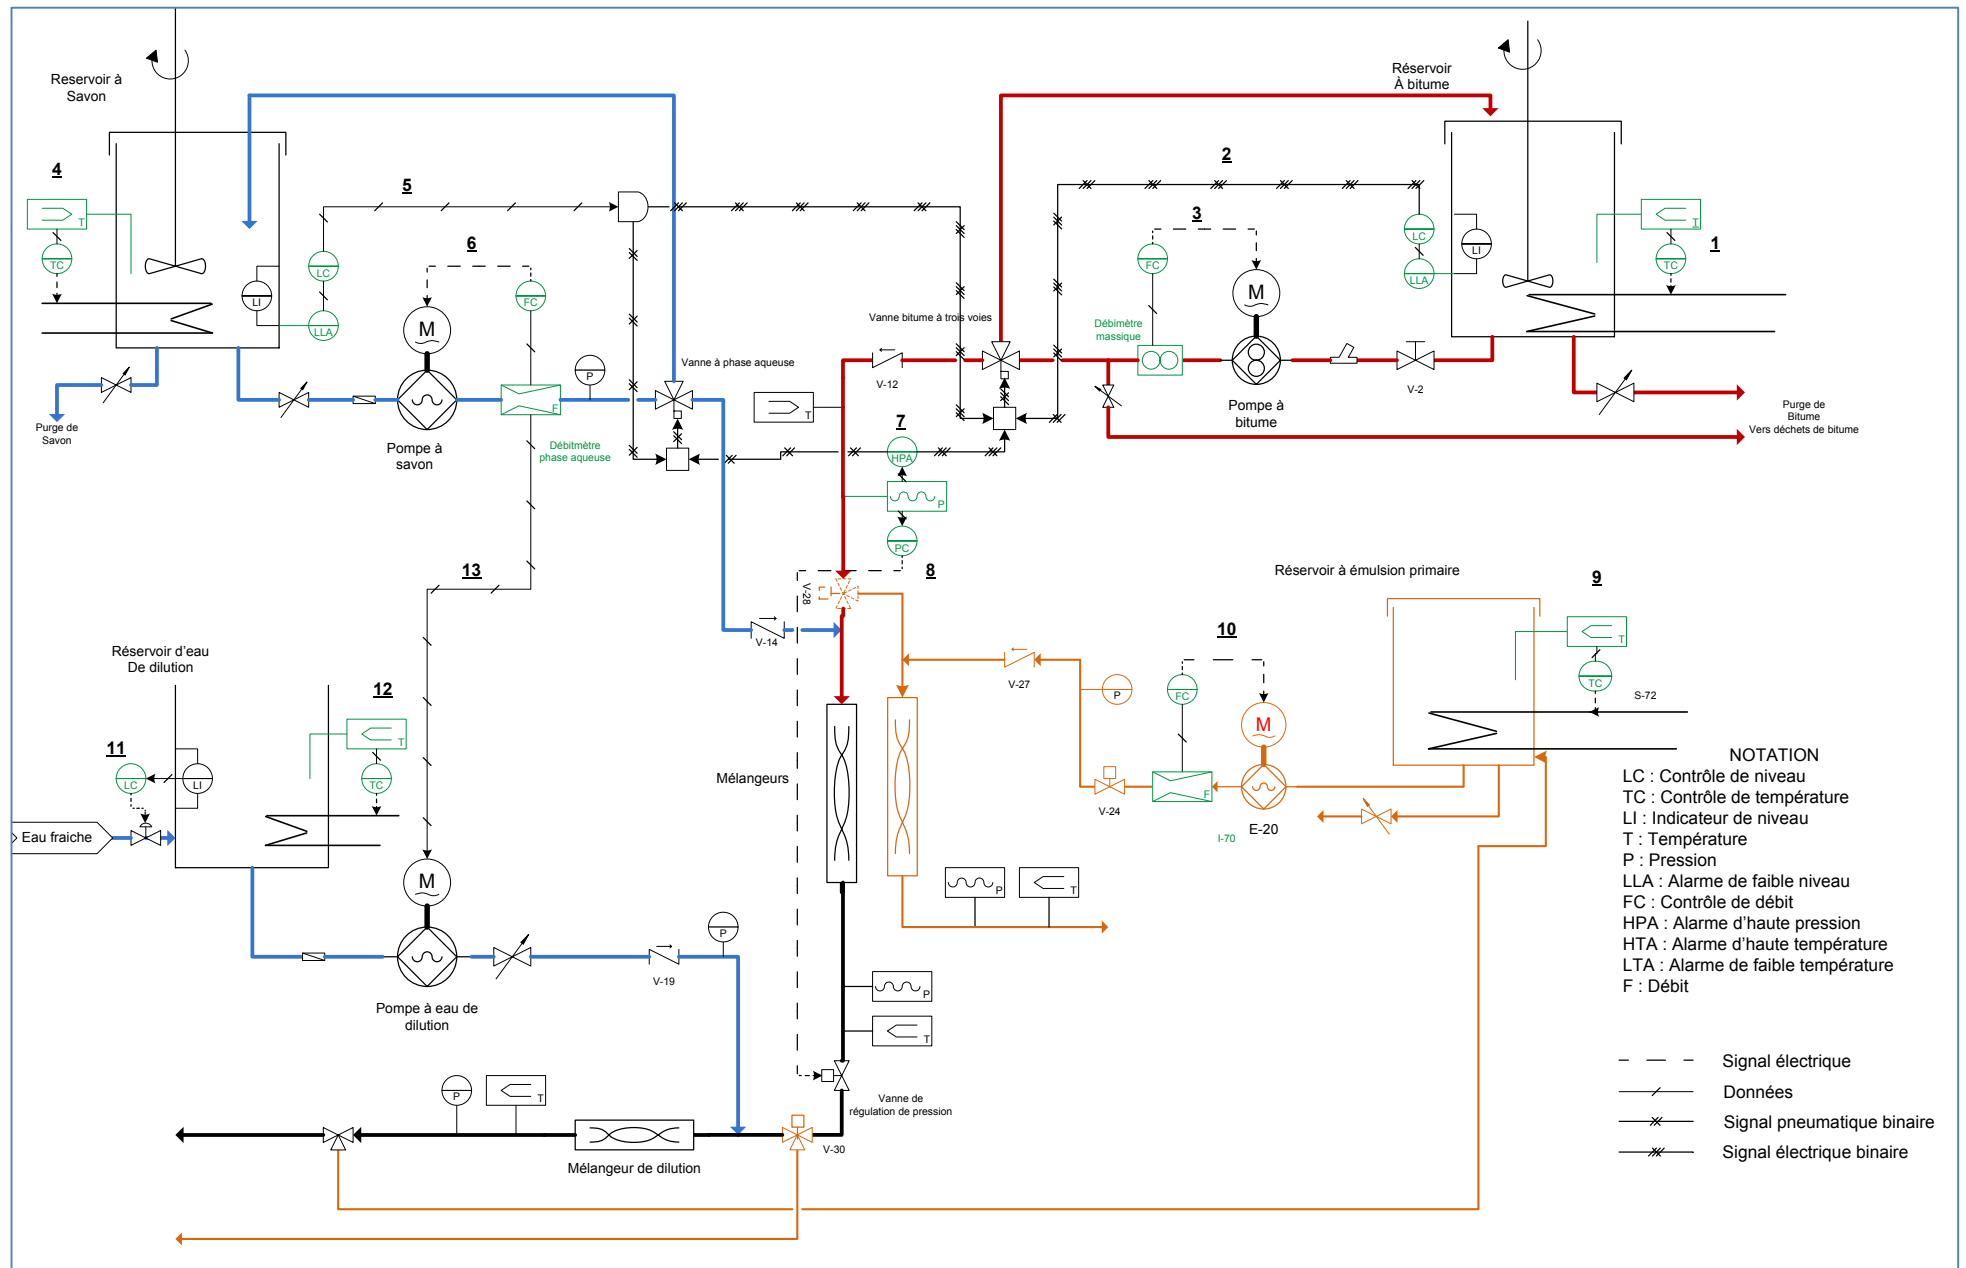 Reservoir à
Savon
4
T
TC
LI
LC
LLA
5
6
M
FC
Pompe à
savon
F
Débitmètre
phase aqueuse
P
Vanne à phase aqueuse
Purge de
Savon
Réservoir
À bitume
2
3
FC
M
LC
LLA
LI
T
TC
1
Vanne bitume à trois voies
Débimètre
massique
V-12
Pompe à
bitume
V-2
Purge de
Bitume
Vers déchets de bitume
T
7
HPA
P
PC
8
V-28
13
V-14
Réservoir d'eau
De dilution
12
T
TC
11
LC
LI
Eau fraiche
M
Pompe à eau de
dilution
V-19
P
Mélangeurs
V-27
P
10
FC
M
V-24
F
I-70
E-20
Réservoir à émulsion primaire
9
T
TC
S-72
P
T
P
T
Vanne de
régulation de pression
V-30
P
T
Mélangeur de dilution
NOTATION
LC : Contrôle de niveau
TC : Contrôle de température
LI : Indicateur de niveau
T : Température
P : Pression
LLA : Alarme de faible niveau
FC : Contrôle de débit
HPA : Alarme d'haute pression
HTA : Alarme d'haute température
LTA : Alarme de faible température
F : Débit
Signal électrique
Données
Signal pneumatique binaire
Signal électrique binaire